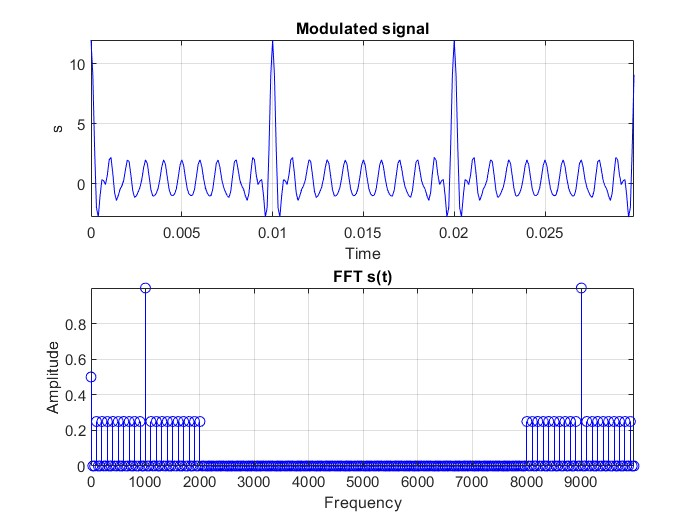 Modulated signal
10
5
0
s
0 0.005 0.01 0.015 0.02 0.025
Time
FFT s(t)
0.8
0.6
0.4
0.2
0
Amplitude
0 1000 2000 3000 4000 5000 6000 7000 8000 9000
Frequency